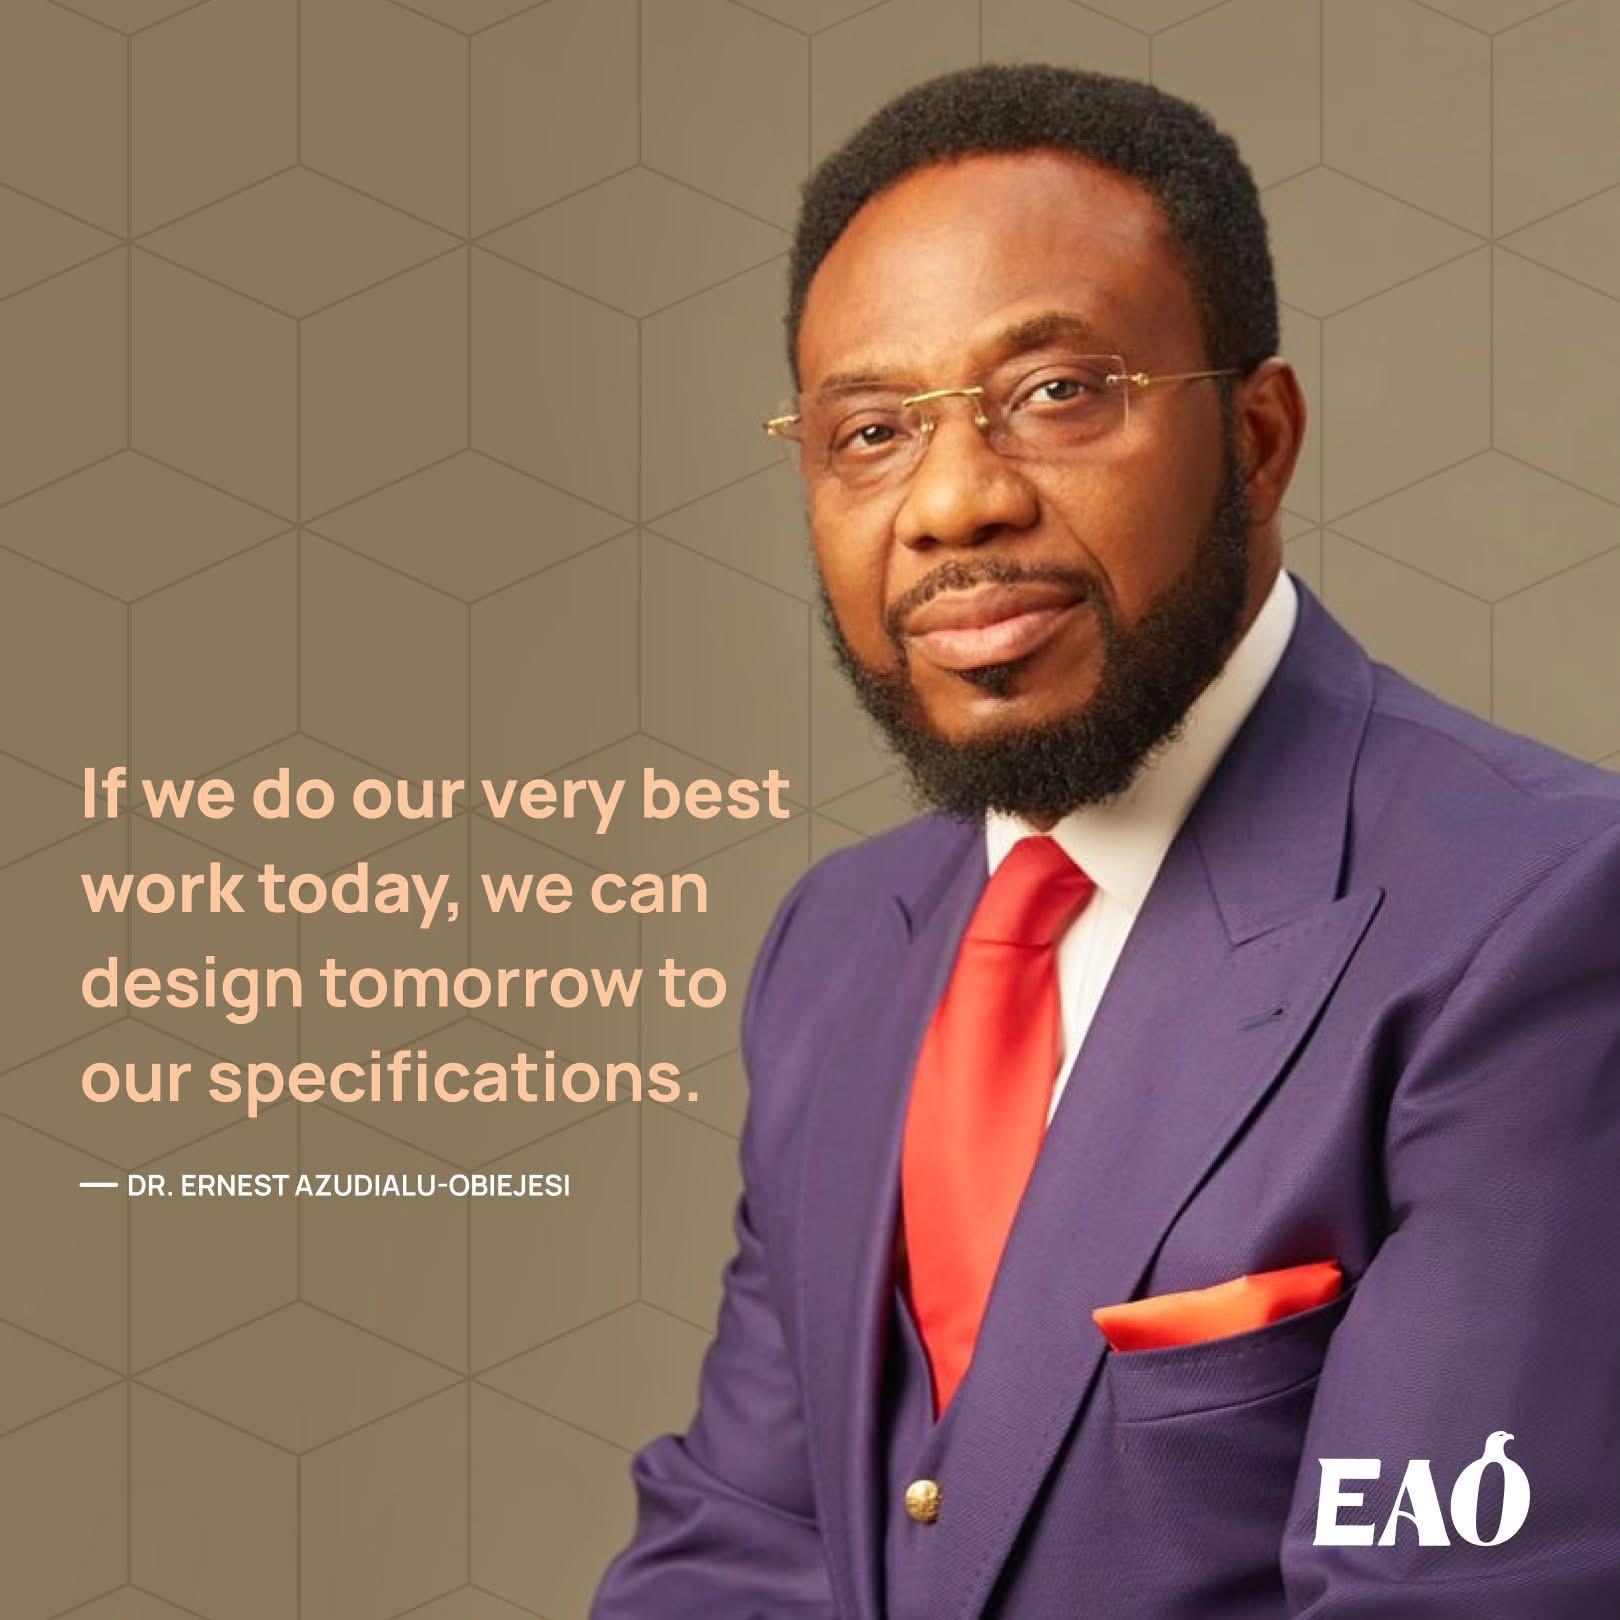 If we do our very best
work today, we can
design tomorrow to
our specifications.
— DR. ERNEST AZUDIALU-OBIEJESI
EAO